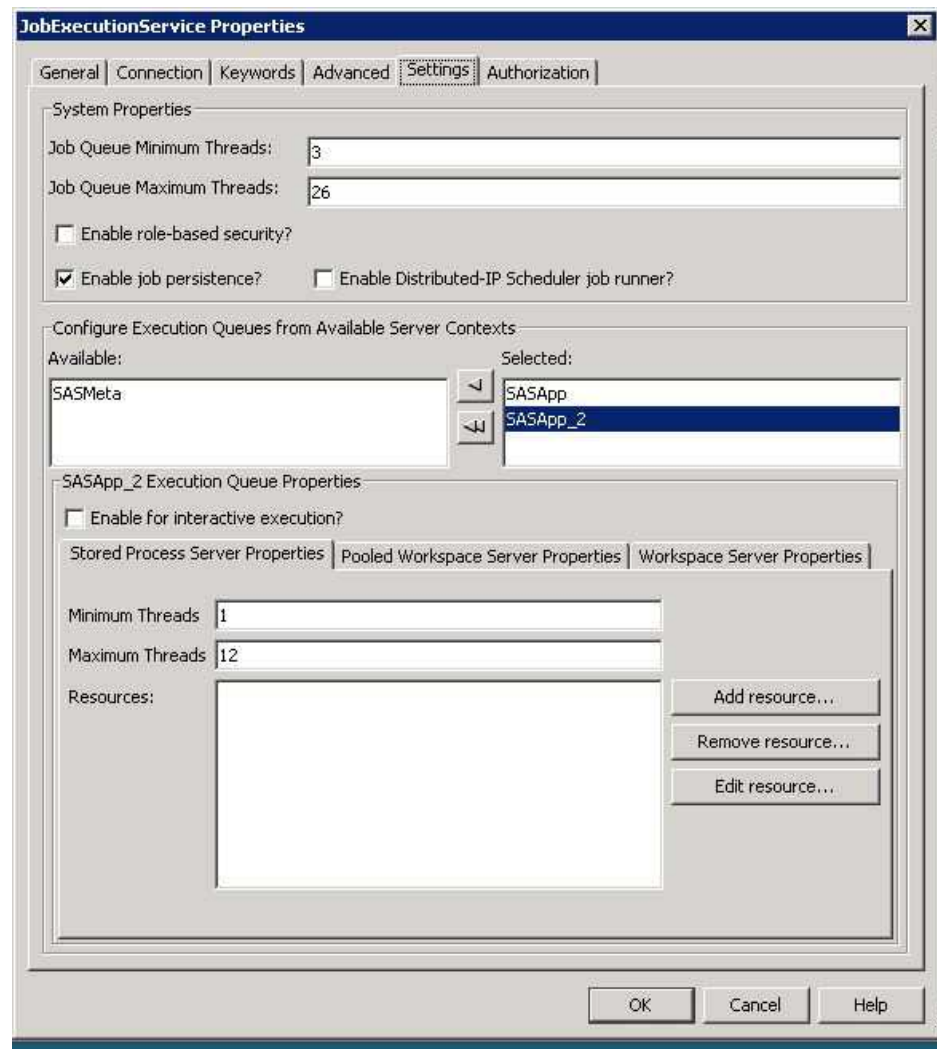 JobExecutionService Properties
General Connection Keywords Advanced Settings Authorization
System Properties
Job Queue Minimum Threads: 3
Job Queue Maximum Threads: 26
Enable role-based security?
Enable job persistence? Enable Distributed-IP Scheduler job runner?
Configure Execution Queues from Available Server Contexts
Available: Selected:
SASMeta SASApp
SASApp_2
SASApp_2 Execution Queue Properties
Enable for interactive execution?
Stored Process Server Properties Pooled Workspace Server Properties Workspace Server Properties
Minimum Threads 1
Maximum Threads 12
Resources: Add resource...
Remove resource...
Edit resource...
OK Cancel Help